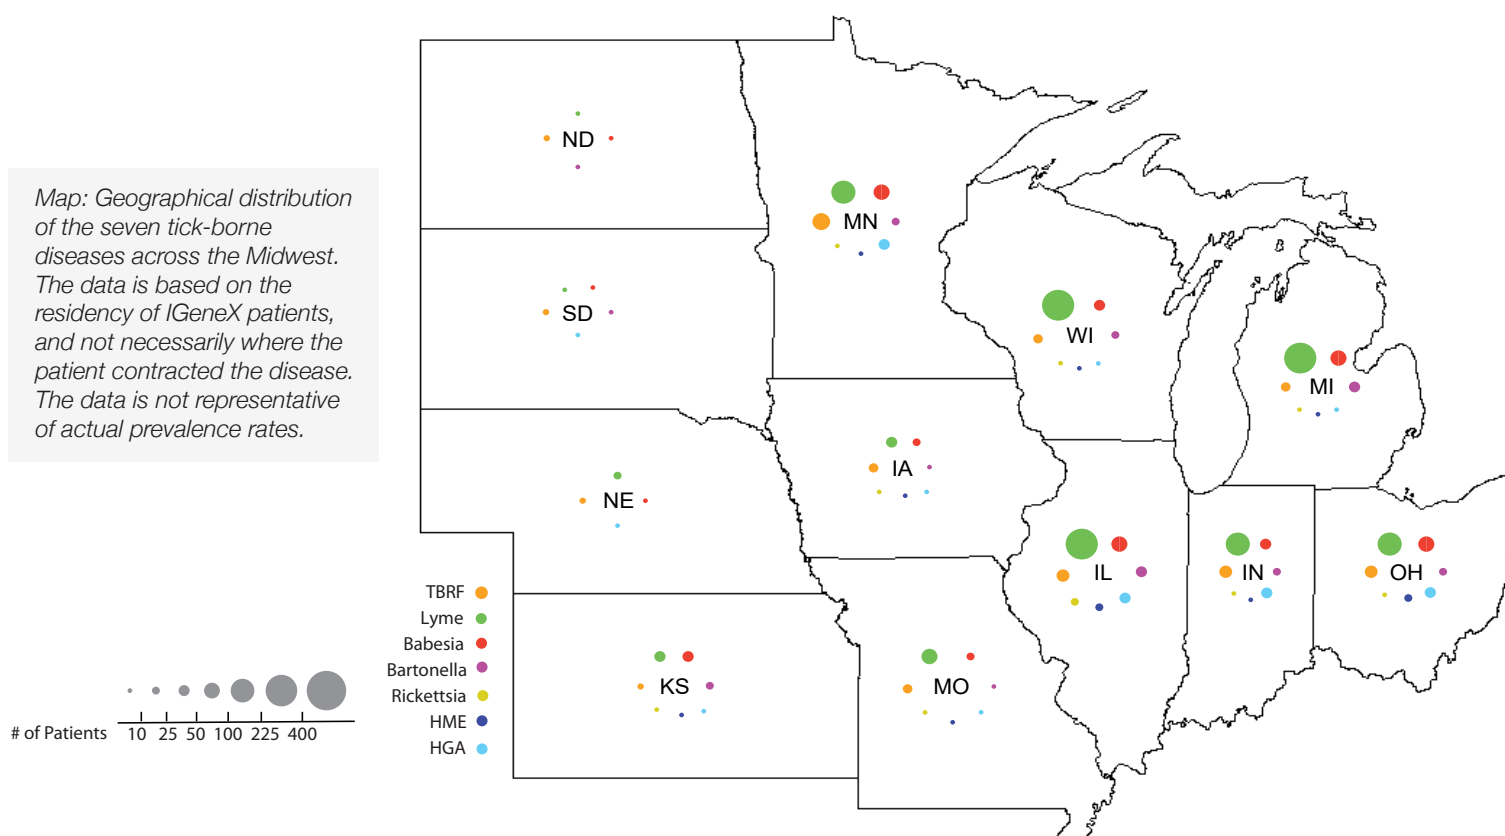 Map: Geographical distribution
of the seven tick-borne
diseases across the Midwest.
The data is based on the
residency of IGeneX patients,
and not necessarily where the
patient contracted the disease.
The data is not representative
of actual prevalence rates.
ND
MN
SD
WI
MI
IA
NE
IL
IN
OH
KS
MO
TBRF
Lyme
Babesia
Bartonella
Rickettsia
HME
HGA
# of Patients 10 25 50 100 225 400